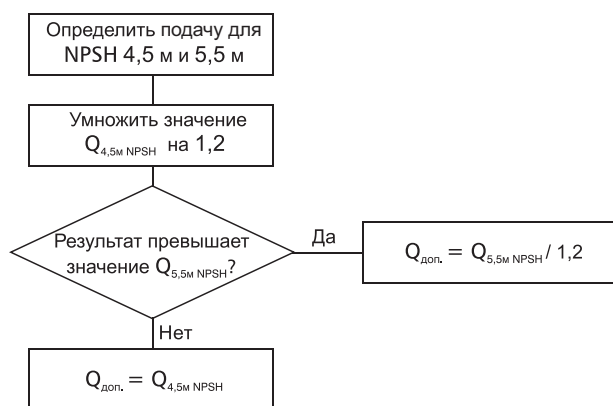 Определить подачу для
NPSH 4,5 м и 5,5 м
Умножить значение
Q4,5м NPSH на 1,2
Результат превышает
значение Q5,5м NPSH?
Да
Qдоп. = Q5,5м NPSH / 1,2
Нет
Qдоп. = Q4,5м NPSH